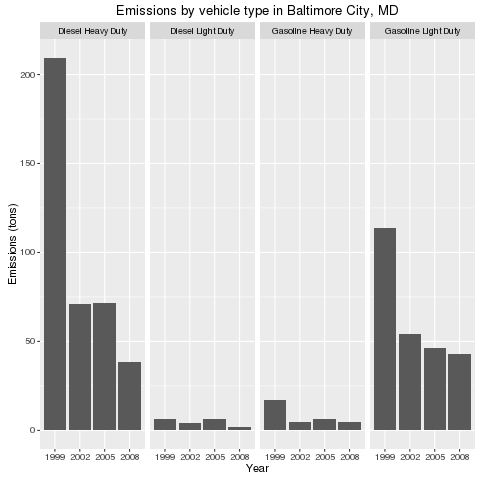 Emissions by vehicle type in Baltimore City, MD
Diesel Heavy Duty Diesel Light Duty Gasoline Heavy Duty Gasoline Light Duty
200
150
100
50
0
Emissions (tons)
1999 2002 2005 2008 1999 2002 2005 2008 1999 2002 2005 2008 1999 2002 2005 2008
Year